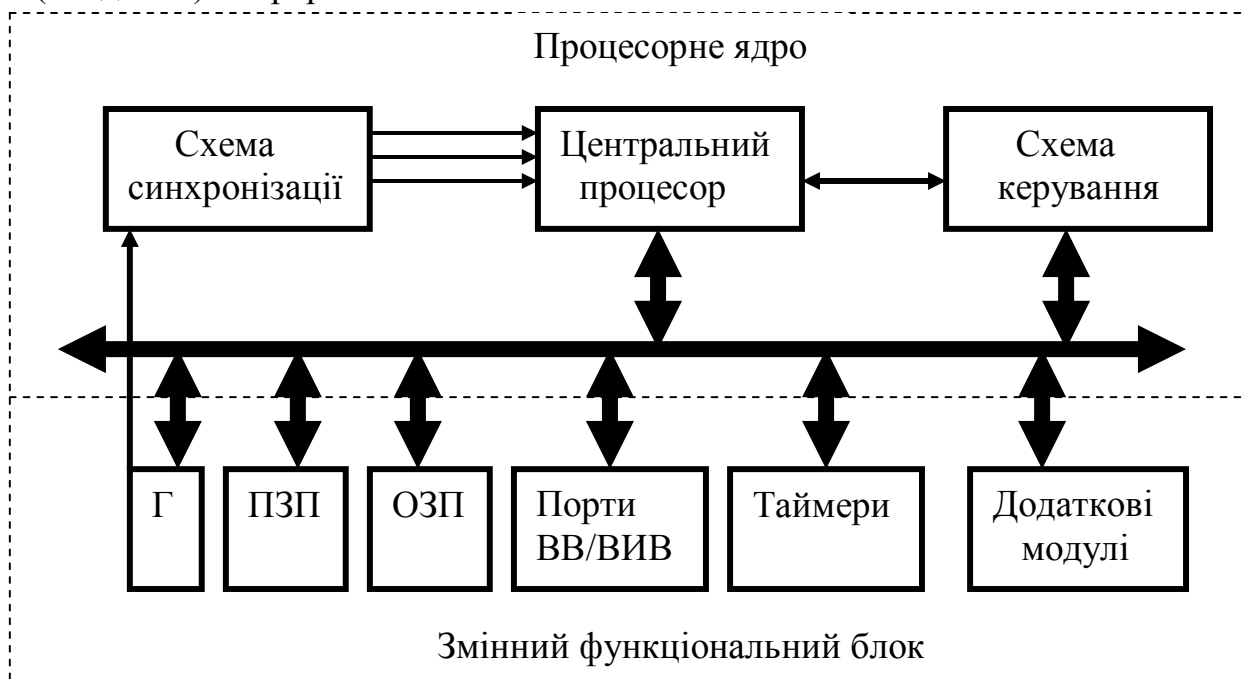 Процесорне ядро
Схема
синхронізації
Центральний
процесор
Схема
керування
Г
ПЗП
ОЗП
Порти
ВВ/ВИВ
Таймери
Додаткові
модулі
Змінний функціональний блок